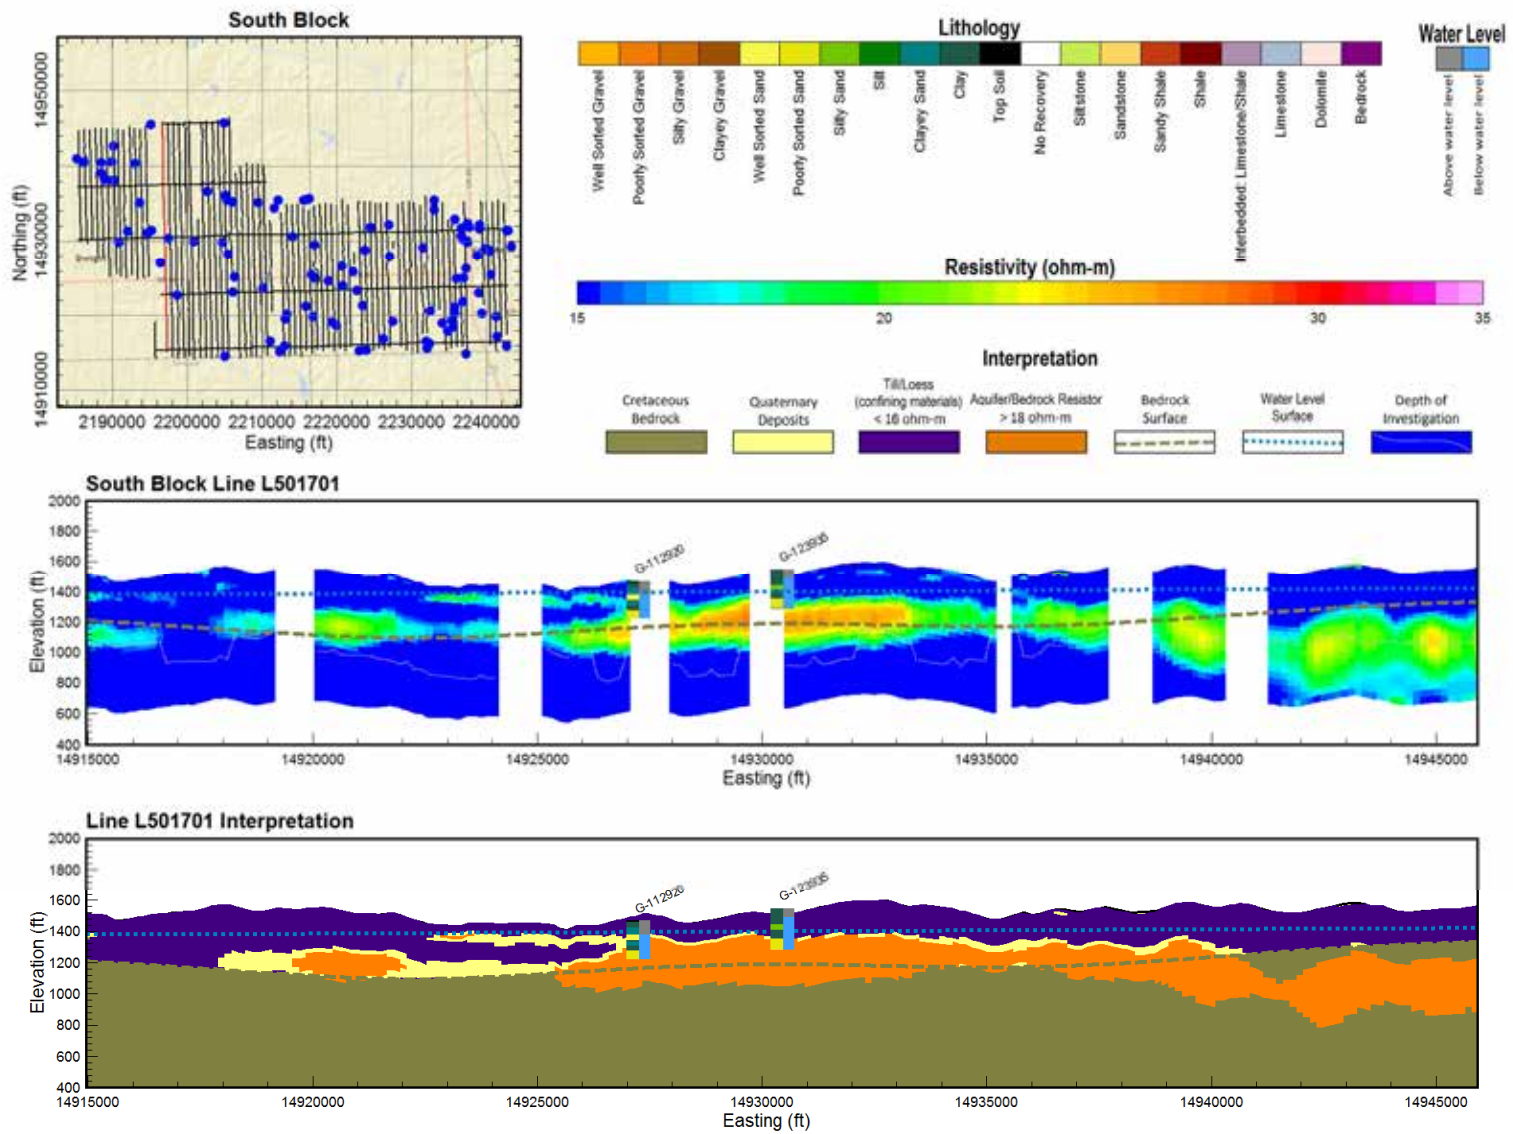 South Block
14950000
14930000
14910000
Northing (ft)
2190000 2200000 2210000 2220000 2230000 2240000
Easting (ft)
Lithology
Well Sorted Gravel
Poorly Sorted Gravel
Silty Gravel
Clayey Gravel
Well Sorted Sand
Poorly Sorted Sand
Silty Sand
Silt
Clayey Sand
Clay
Top Soil
No Recovery
Siltstone
Sandstone
Sandy Shale
Shale
Interbedded: Limestone/Shale
Limestone
Dolomite
Bedrock
Water Level
Above water level
Below water level
Resistivity (ohm-m)
15 20 30 35
Interpretation
Cretaceous
Bedrock
Quaternary
Deposits
Till/Loess
(confining materials)
< 16 ohm-m
Aquifer/Bedrock Resistor
> 18 ohm-m
Bedrock
Surface
Water Level
Surface
Depth of
Investigation
South Block Line L501701
2000
1800
1600
1400
1200
1000
800
600
400
Elevation (ft)
G-112920
G-123935
14915000 14920000 14925000 14930000 14935000 14940000 14945000
Easting (ft)
Line L501701 Interpretation
2000
1800
1600
1400
1200
1000
800
600
400
Elevation (ft)
G-112920
G-123935
14915000 14920000 14925000 14930000 14935000 14940000 14945000
Easting (ft)